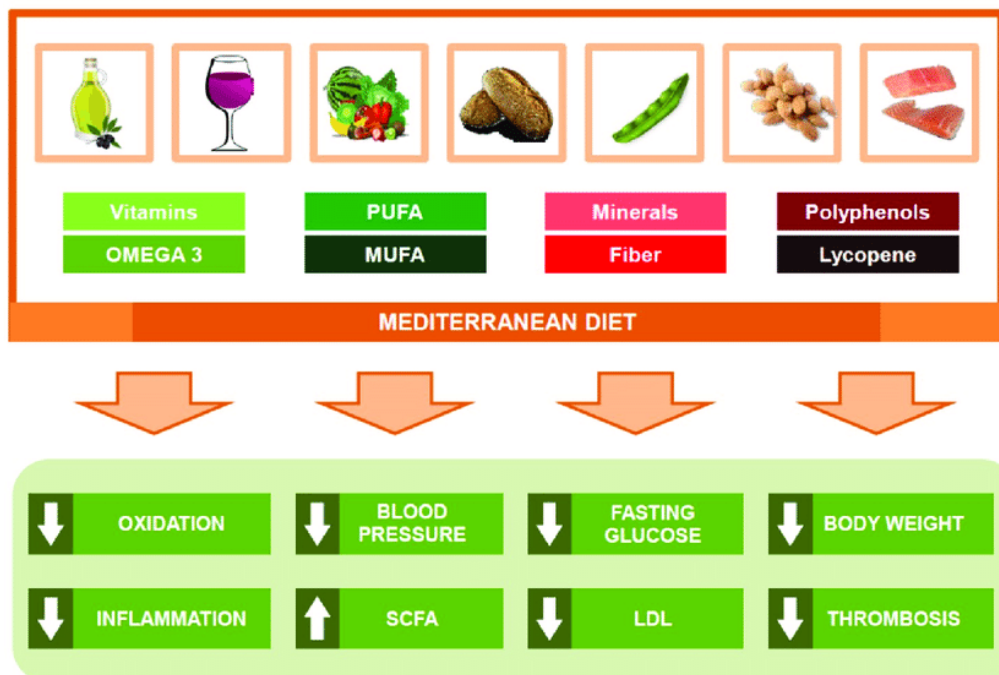 Vitamins
PUFA
Minerals
Polyphenols
OMEGA 3
MUFA
Fiber
Lycopene
MEDITERRANEAN DIET
OXIDATION
BLOOD
PRESSURE
FASTING
GLUCOSE
BODY WEIGHT
INFLAMMATION
SCFA
LDL
THROMBOSIS